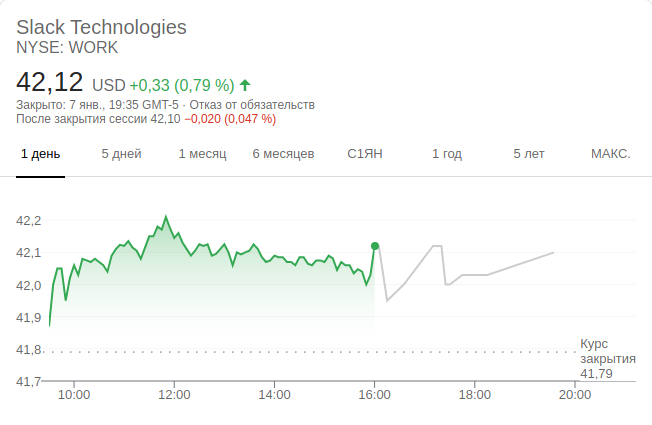 Slack Technologies
NYSE: WORK
42,12 USD +0,33 (0,79 %)
Закрыто: 7 янв., 19:35 GMT-5 · Отказ от обязательств
После закрытия сессии 42,10 −0,020 (0,047 %)
1 день 5 дней 1 месяц 6 месяцев С1ЯН 1 год 5 лет МАКС.
42,2
42,1
42,0
41,9
41,8
41,7
Курс
закрытия
41,79
10:00 12:00 14:00 16:00 18:00 20:00